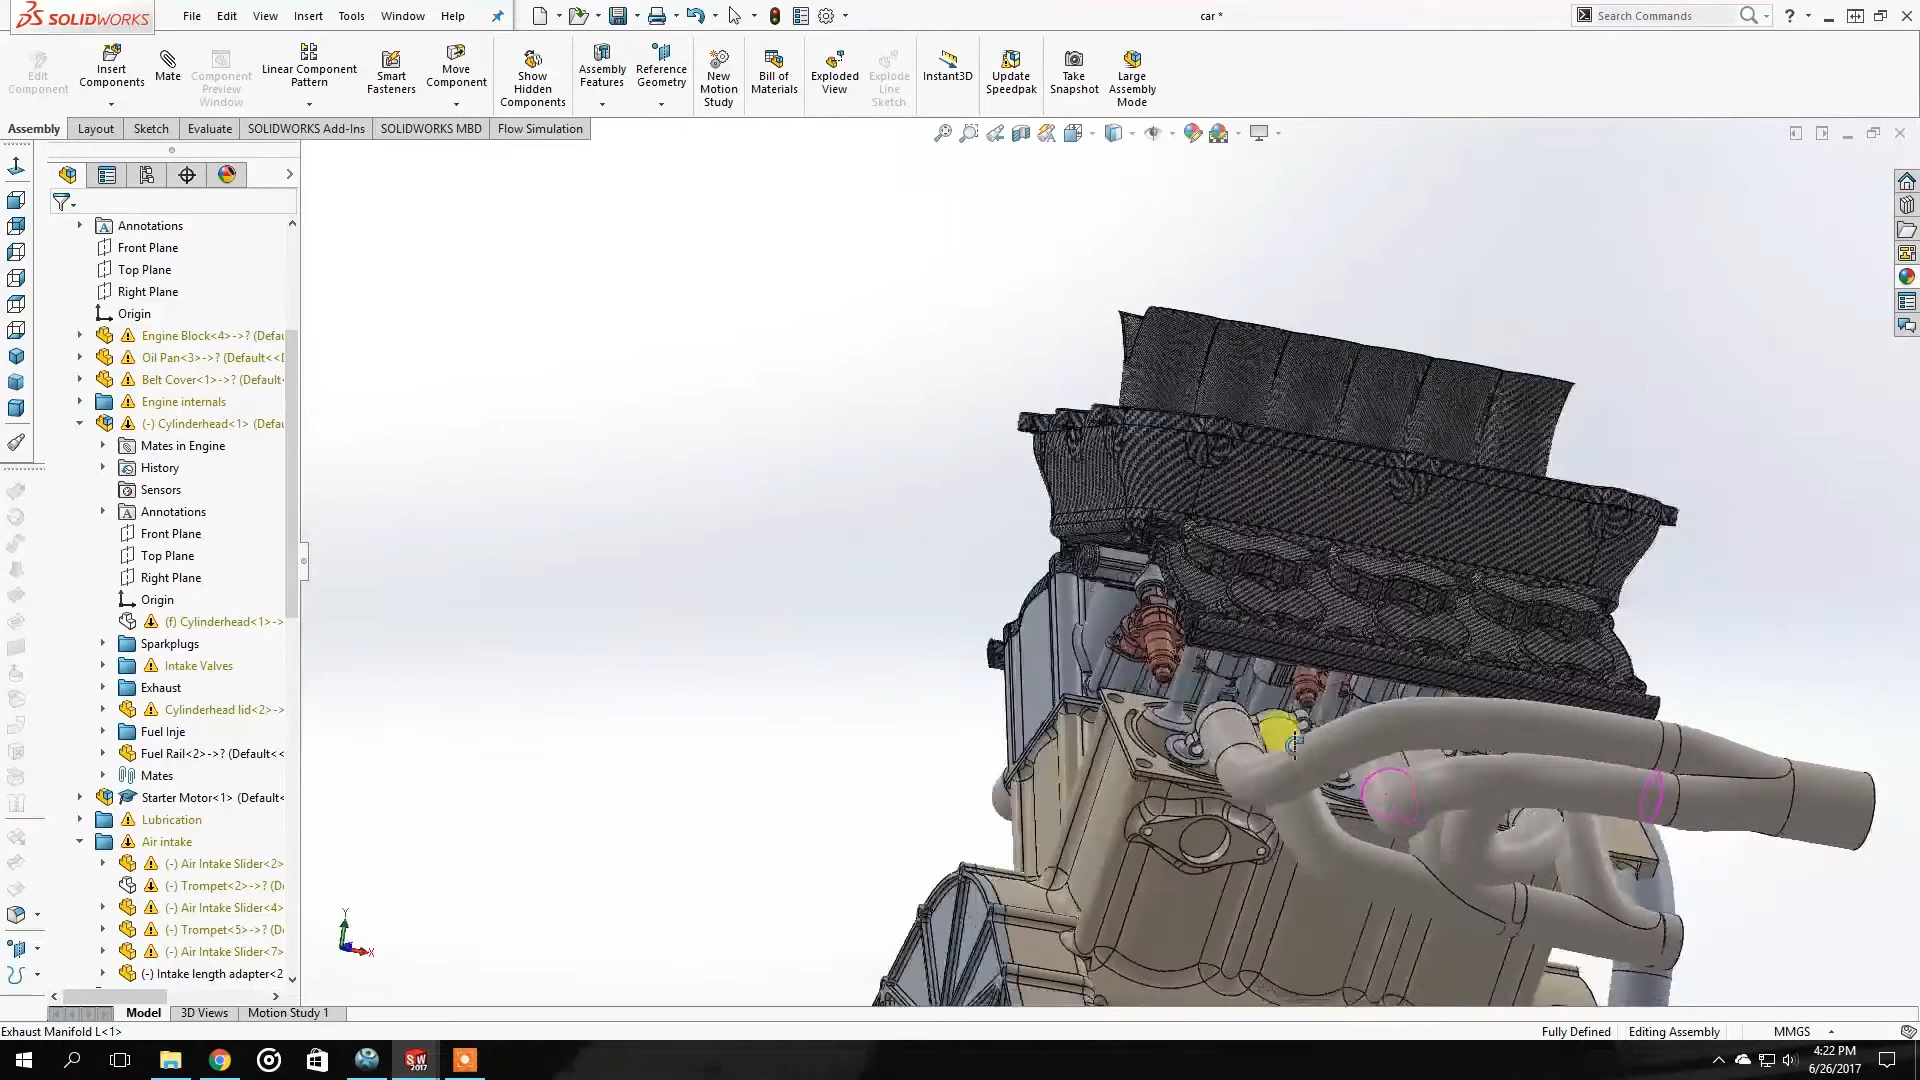 SOLIDWORKS
File Edit View Insert Tools Window Help
car *
Search Commands
Edit Component
Insert Components
Mate
Component Preview Window
Linear Component Pattern
Smart Fasteners
Move Component
Show Hidden Components
Assembly Features
Reference Geometry
New Motion Study
Bill of Materials
Exploded View
Explode Line Sketch
Instant3D
Update Speedpak
Take Snapshot
Large Assembly Mode
Assembly Layout Sketch Evaluate SOLIDWORKS Add-Ins SOLIDWORKS MBD Flow Simulation
Annotations
Front Plane
Top Plane
Right Plane
Origin
Engine Block<4>->? (Defau
Oil Pan<3>->? (Default<<D
Belt Cover<1>->? (Default<
Engine internals
(-) Cylinderhead<1> (Defau
Mates in Engine
History
Sensors
Annotations
Front Plane
Top Plane
Right Plane
Origin
(f) Cylinderhead<1>->
Sparkplugs
Intake Valves
Exhaust
Cylinderhead lid<2>->
Fuel Inje
Fuel Rail<2>->? (Default<<
Mates
Starter Motor<1> (Default<
Lubrication
Air intake
(-) Air Intake Slider<2>
(-) Trompet<2>->? (De
(-) Air Intake Slider<4>
(-) Trompet<5>->? (De
(-) Air Intake Slider<7>
(-) Intake length adapter<2
Y
X
Model 3D Views Motion Study 1
Exhaust Manifold L<1>
Fully Defined Editing Assembly MMGS
SW 2017
4:22 PM
6/26/2017